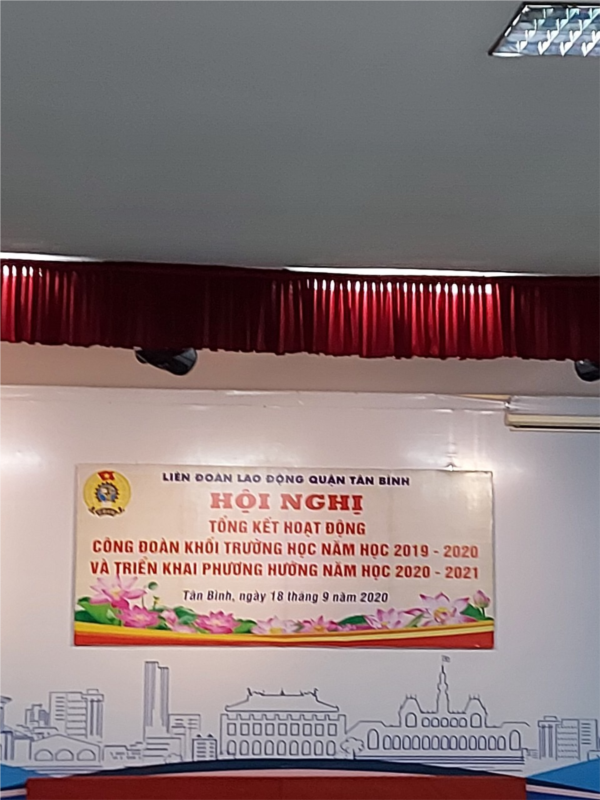 LIÊN ĐOÀN LAO ĐỘNG QUẬN TÂN BÌNH
HỘI NGHỊ
TỔNG KẾT HOẠT ĐỘNG
CÔNG ĐOÀN KHỐI TRƯỜNG HỌC NĂM HỌC 2019 - 2020
VÀ TRIỂN KHAI PHƯƠNG HƯỚNG NĂM HỌC 2020 - 2021
Tân Bình, ngày 18 tháng 9 năm 2020